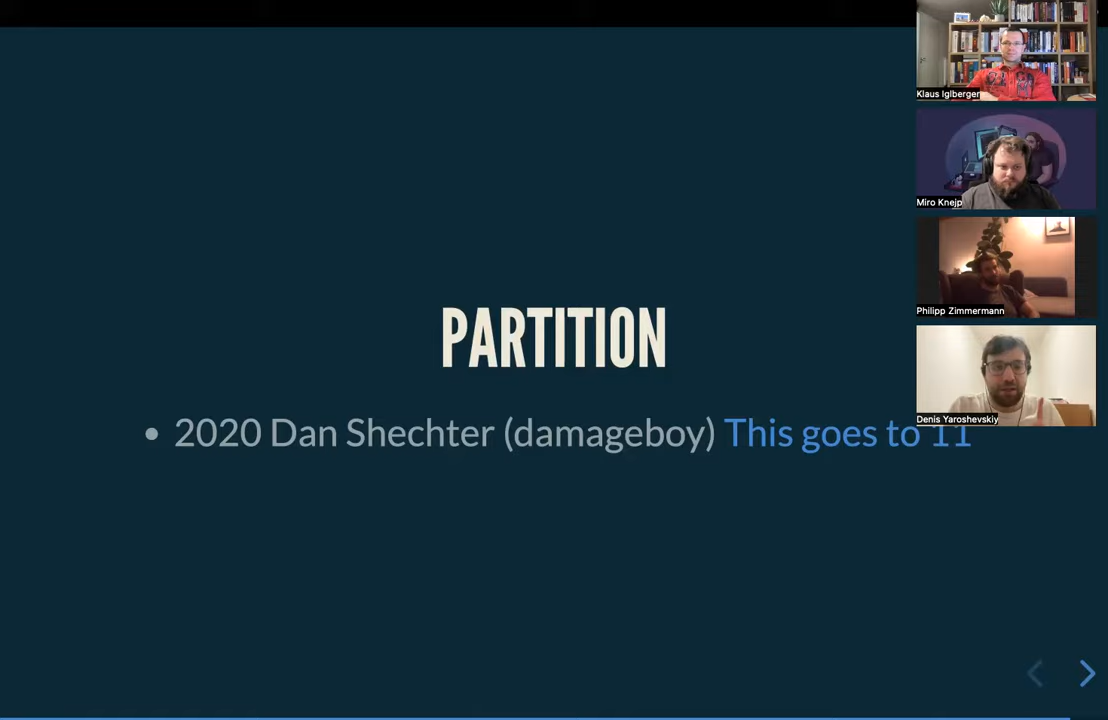 PARTITION
• 2020 Dan Shechter (damageboy) This goes to 11
Klaus Iglberger
Miro Knejp
Philipp Zimmermann
Denis Yaroshevskiy